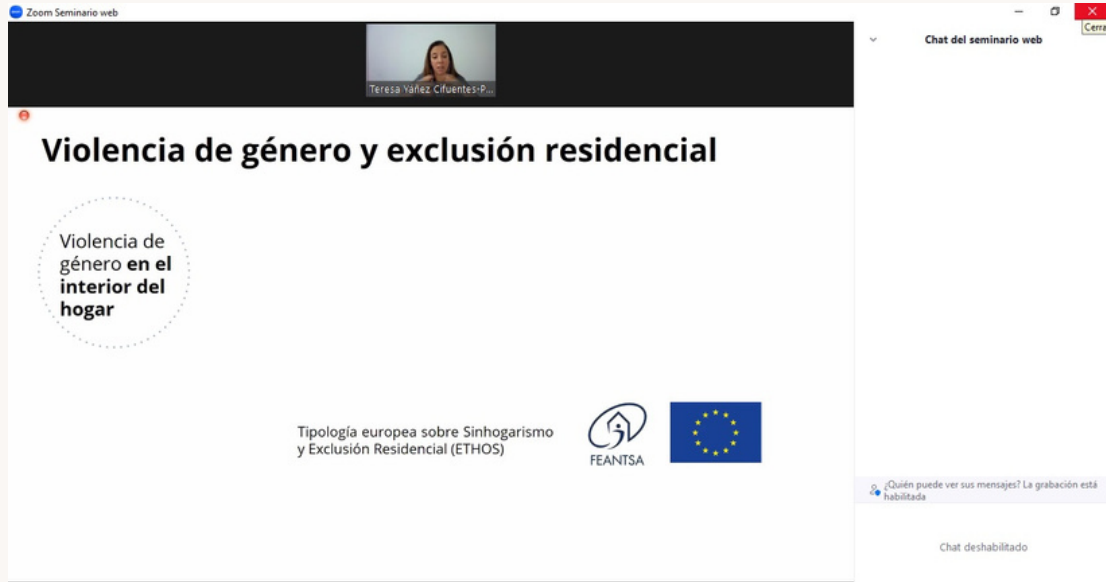 Zoom Seminario web
Cerra
Chat del seminario web
Teresa Yáñez Cifuentes-P...
Violencia de género y exclusión residencial
Violencia de
género en el
interior del
hogar
Tipología europea sobre Sinhogarismo
y Exclusión Residencial (ETHOS)
FEANTSA
¿Quién puede ver sus mensajes? La grabación está
habilitada
Chat deshabilitado